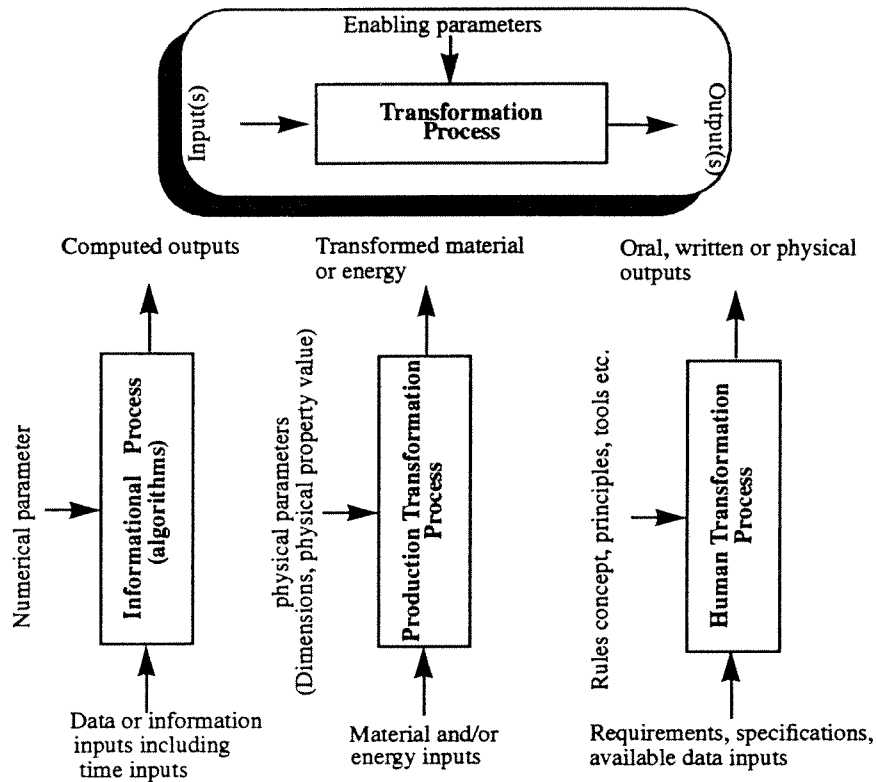 Enabling parameters
Input(s)
Transformation
Process
Output(s)
Computed outputs
Numerical parameter
Informational Process
(algorithms)
Data or information
inputs including
time inputs
Transformed material
or energy
physical parameters
(Dimensions, physical property value)
Production Transformation
Process
Material and/or
energy inputs
Oral, written or physical
outputs
Rules concept, principles, tools etc.
Human Transformation
Process
Requirements, specifications,
available data inputs